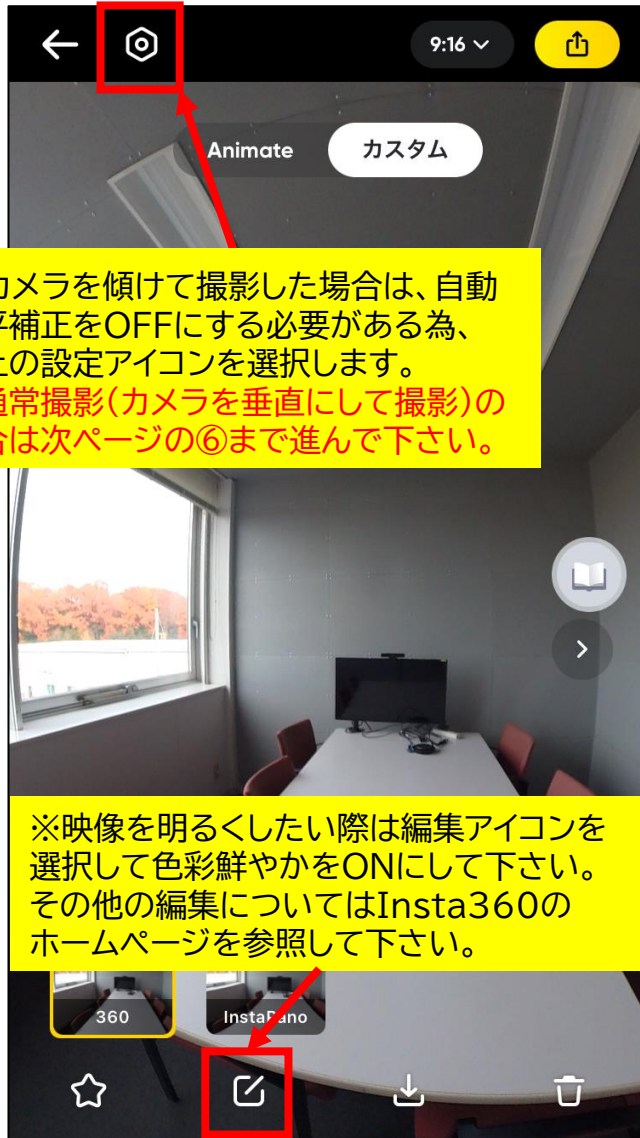 9:16
Animate カスタム
カメラを傾けて撮影した場合は、自動
平補正をOFFにする必要がある為、
上の設定アイコンを選択します。
通常撮影(カメラを垂直にして撮影)の
合は次ページの⑥まで進んで下さい。
※映像を明るくしたい際は編集アイコンを
選択して色彩鮮やかをONにして下さい。
その他の編集についてはInsta360の
ホームページを参照して下さい。
360 InstaPano